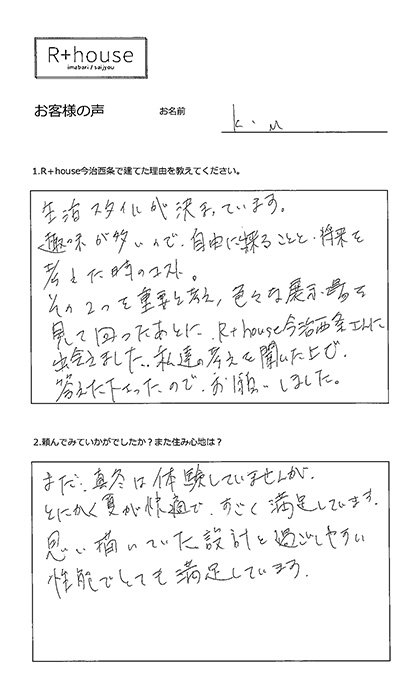 R+house
imabari / saijyou
お客様の声 お名前 K.M
1.R+house今治西条で建てた理由を教えてください。
生活スタイルが決まっています。
趣味が多いので、自由に操ることと、将来を
考えた時のコスト。
その2つを重要と考え、色々な展示場を
見て回ったあとに、R+house今治西条さんに
出会えました。私達の考えを聞いた上で、
答えた下さったので、お願いしました。
2.頼んでみていかがでしたか？また住み心地は？
まだ、真冬は体験していませんが、
とにかく夏が快適で、すごく満足しています。
思い描いていた設計と過ごしやすい
性能でとても満足しています。